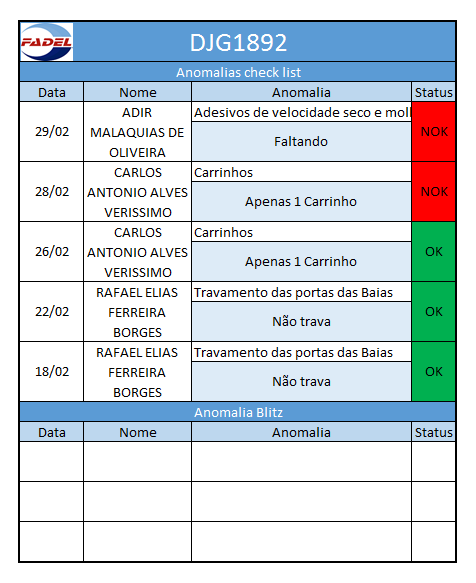 FADEL
DJG1892
Anomalias check list
Data Nome Anomalia Status
29/02
ADIR
MALAQUIAS DE
OLIVEIRA
Adesivos de velocidade seco e mol
Faltando
NOK
28/02
CARLOS
ANTONIO ALVES
VERISSIMO
Carrinhos
Apenas 1 Carrinho
NOK
26/02
CARLOS
ANTONIO ALVES
VERISSIMO
Carrinhos
Apenas 1 Carrinho
OK
22/02
RAFAEL ELIAS
FERREIRA
BORGES
Travamento das portas das Baias
Não trava
OK
18/02
RAFAEL ELIAS
FERREIRA
BORGES
Travamento das portas das Baias
Não trava
OK
Anomalia Blitz
Data Nome Anomalia Status